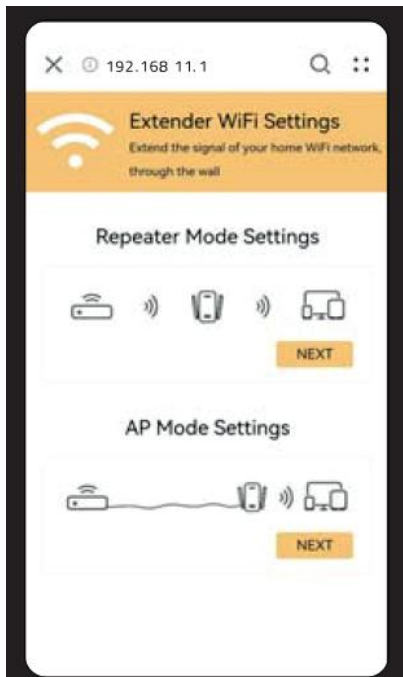 192.168 11.1
Extender WiFi Settings
Extend the signal of your home WiFi network,
through the wall
Repeater Mode Settings
NEXT
AP Mode Settings
NEXT